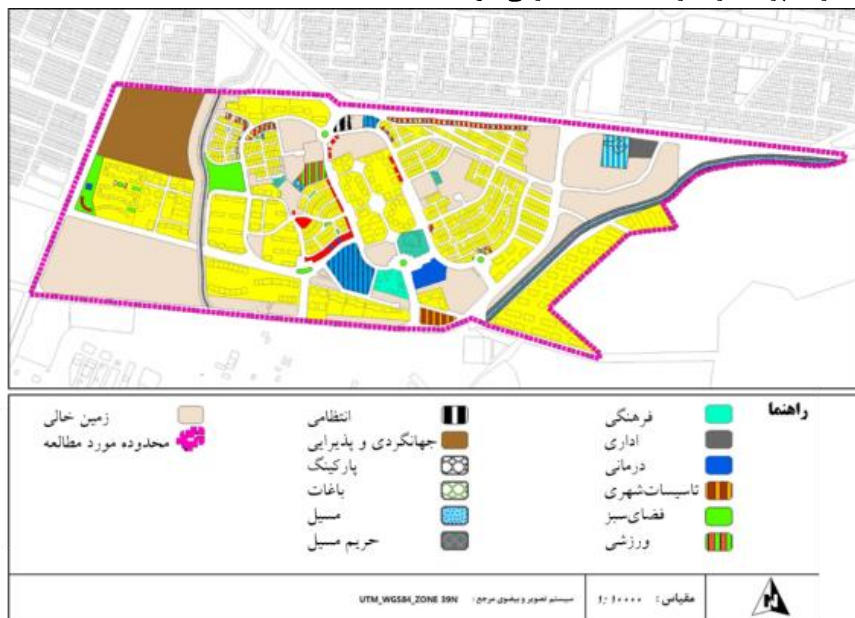 راهنما
فرهنگی
اداری
درمانی
تاسیسات‌شهری
فضای‌سبز
ورزشی
انتظامی
جهانگردی و پذیرایی
پارکینگ
باغات
مسیل
حریم مسیل
زمین خالی
محدوده مورد مطالعه
مقیاس : ۱:۱۰۰۰۰
سیستم تصویر و بیضوی مرجع : UTM_WGS84_ZONE 39N
N